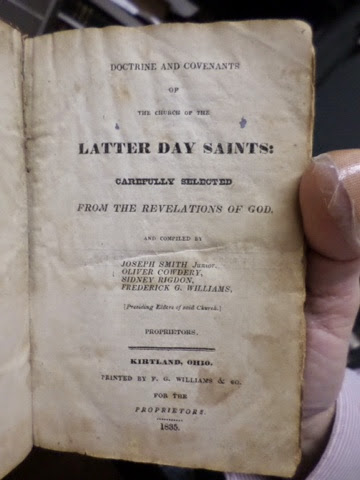 DOCTRINE AND COVENANTS
OF
THE CHURCH OF THE
LATTER DAY SAINTS:
CAREFULLY SELECTED
FROM THE REVELATIONS OF GOD,
AND COMPILED BY
JOSEPH SMITH Junior,
OLIVER COWDERY,
SIDNEY RIGDON,
FREDERICK G. WILLIAMS,
[Presiding Elders of said Church.]
PROPRIETORS.
KIRTLAND, OHIO.
PRINTED BY F. G. WILLIAMS & CO.
FOR THE
PROPRIETORS.
1835.